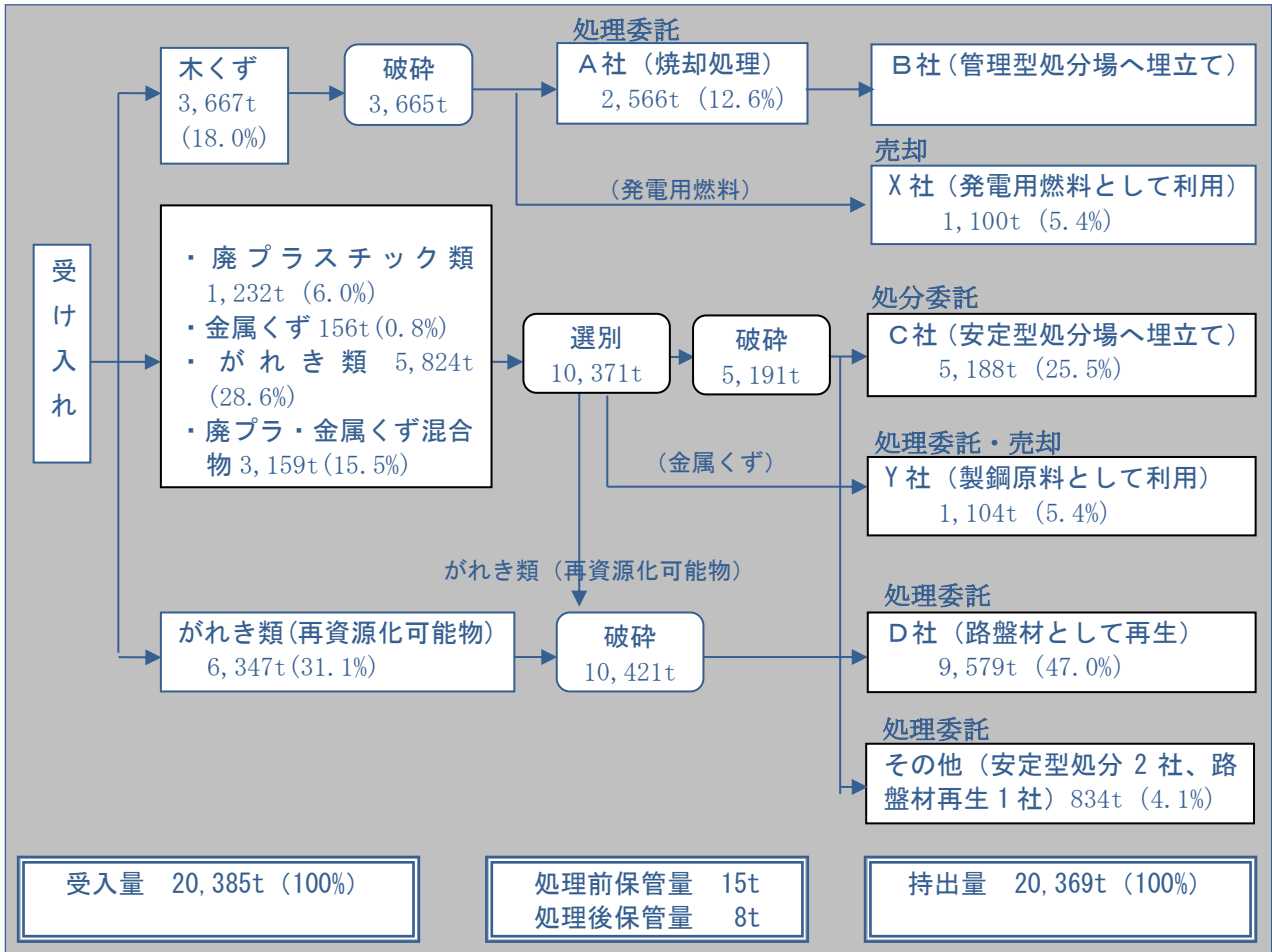 処理委託
木くず
3,667t
(18.0%)
破砕
3,665t
A社（焼却処理）
2,566t（12.6%）
B社（管理型処分場へ埋立て）
売却
（発電用燃料）
X社（発電用燃料として利用）
1,100t（5.4%）
受け入れ
・廃プラスチック類
1,232t（6.0%）
・金属くず 156t(0.8%)
・がれき類 5,824t
(28.6%)
・廃プラ・金属くず混合
物 3,159t(15.5%)
選別
10,371t
破砕
5,191t
処分委託
C社（安定型処分場へ埋立て）
5,188t（25.5%）
処理委託・売却
（金属くず）
Y社（製鋼原料として利用）
1,104t（5.4%）
がれき類（再資源化可能物）
がれき類(再資源化可能物)
6,347t(31.1%)
破砕
10,421t
処理委託
D社（路盤材として再生）
9,579t（47.0%）
処理委託
その他（安定型処分 2 社、路
盤材再生1社）834t（4.1%）
受入量 20,385t（100%）
処理前保管量 15t
処理後保管量 8t
持出量 20,369t（100%）